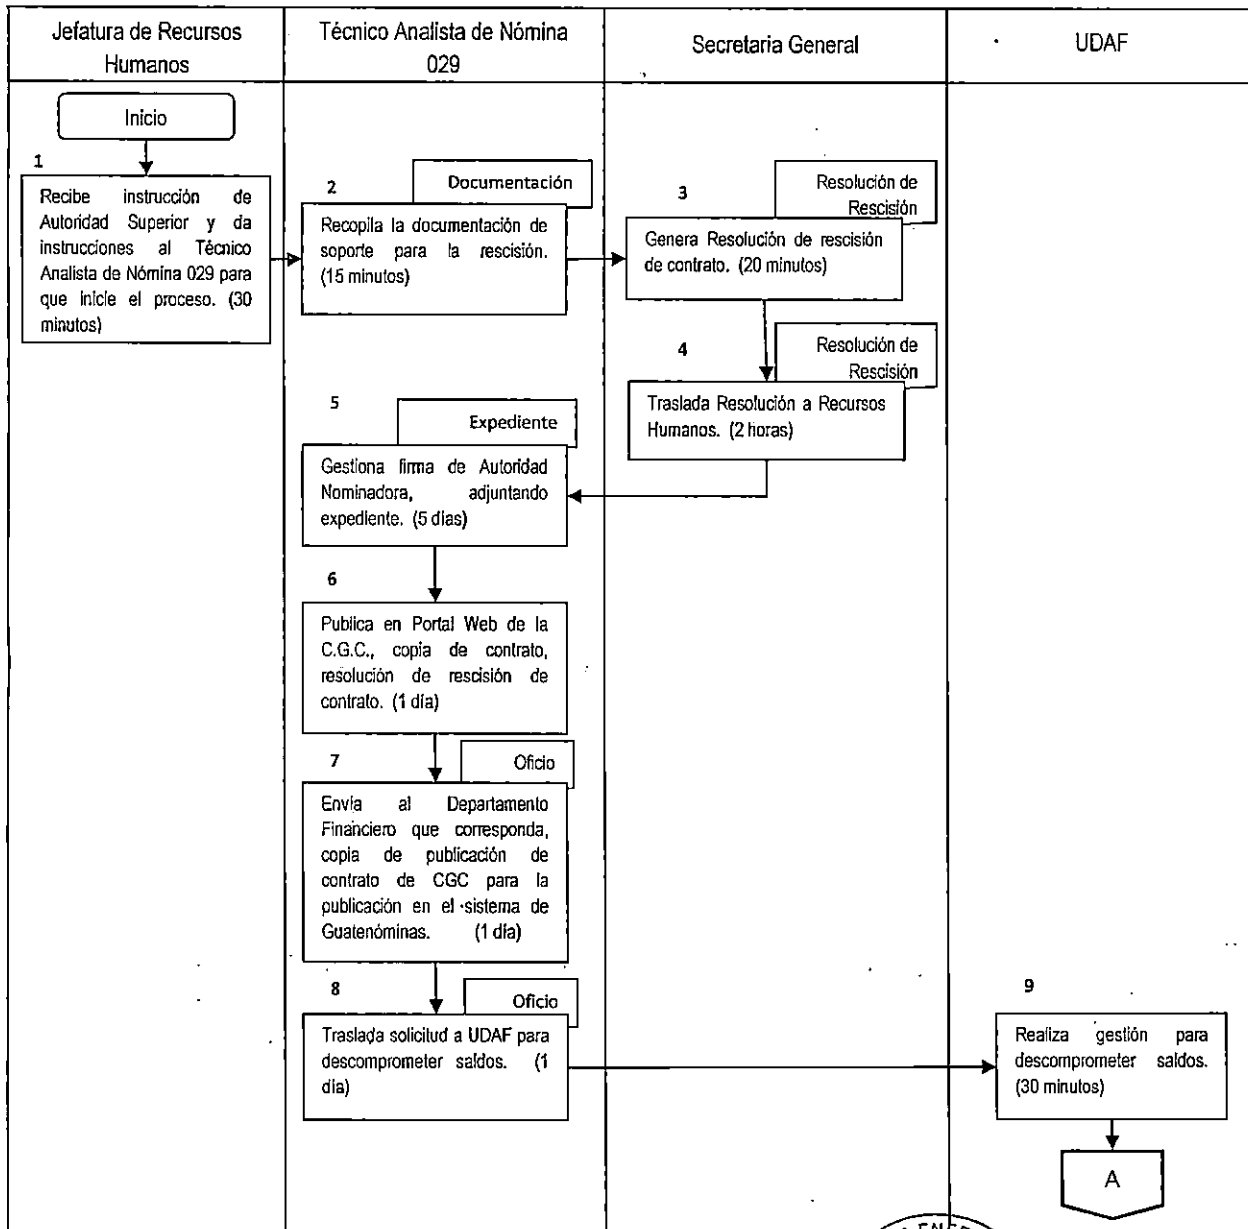 Jefatura de Recursos
Humanos
Técnico Analista de Nómina
029
Secretaria General
UDAF
Inicio
1
Recibe instrucción de
Autoridad Superior y da
instrucciones al Técnico
Analista de Nómina 029 para
que inicie el proceso. (30
minutos)
2
Documentación
Recopila la documentación de
soporte para la rescisión.
(15 minutos)
3
Resolución de
Rescisión
Genera Resolución de rescisión
de contrato. (20 minutos)
4
Resolución de
Rescisión
Traslada Resolución a Recursos
Humanos. (2 horas)
5
Expediente
Gestiona firma de Autoridad
Nominadora, adjuntando
expediente. (5 días)
6
Publica en Portal Web de la
C.G.C., copia de contrato,
resolución de rescisión de
contrato. (1 día)
7
Oficio
Envía al Departamento
Financiero que corresponda,
copia de publicación de
contrato de CGC para la
publicación en el sistema de
Guatenóminas. (1 día)
8
Oficio
Traslada solicitud a UDAF para
descomprometer saldos. (1
día)
9
Realiza gestión para
descomprometer saldos.
(30 minutos)
A